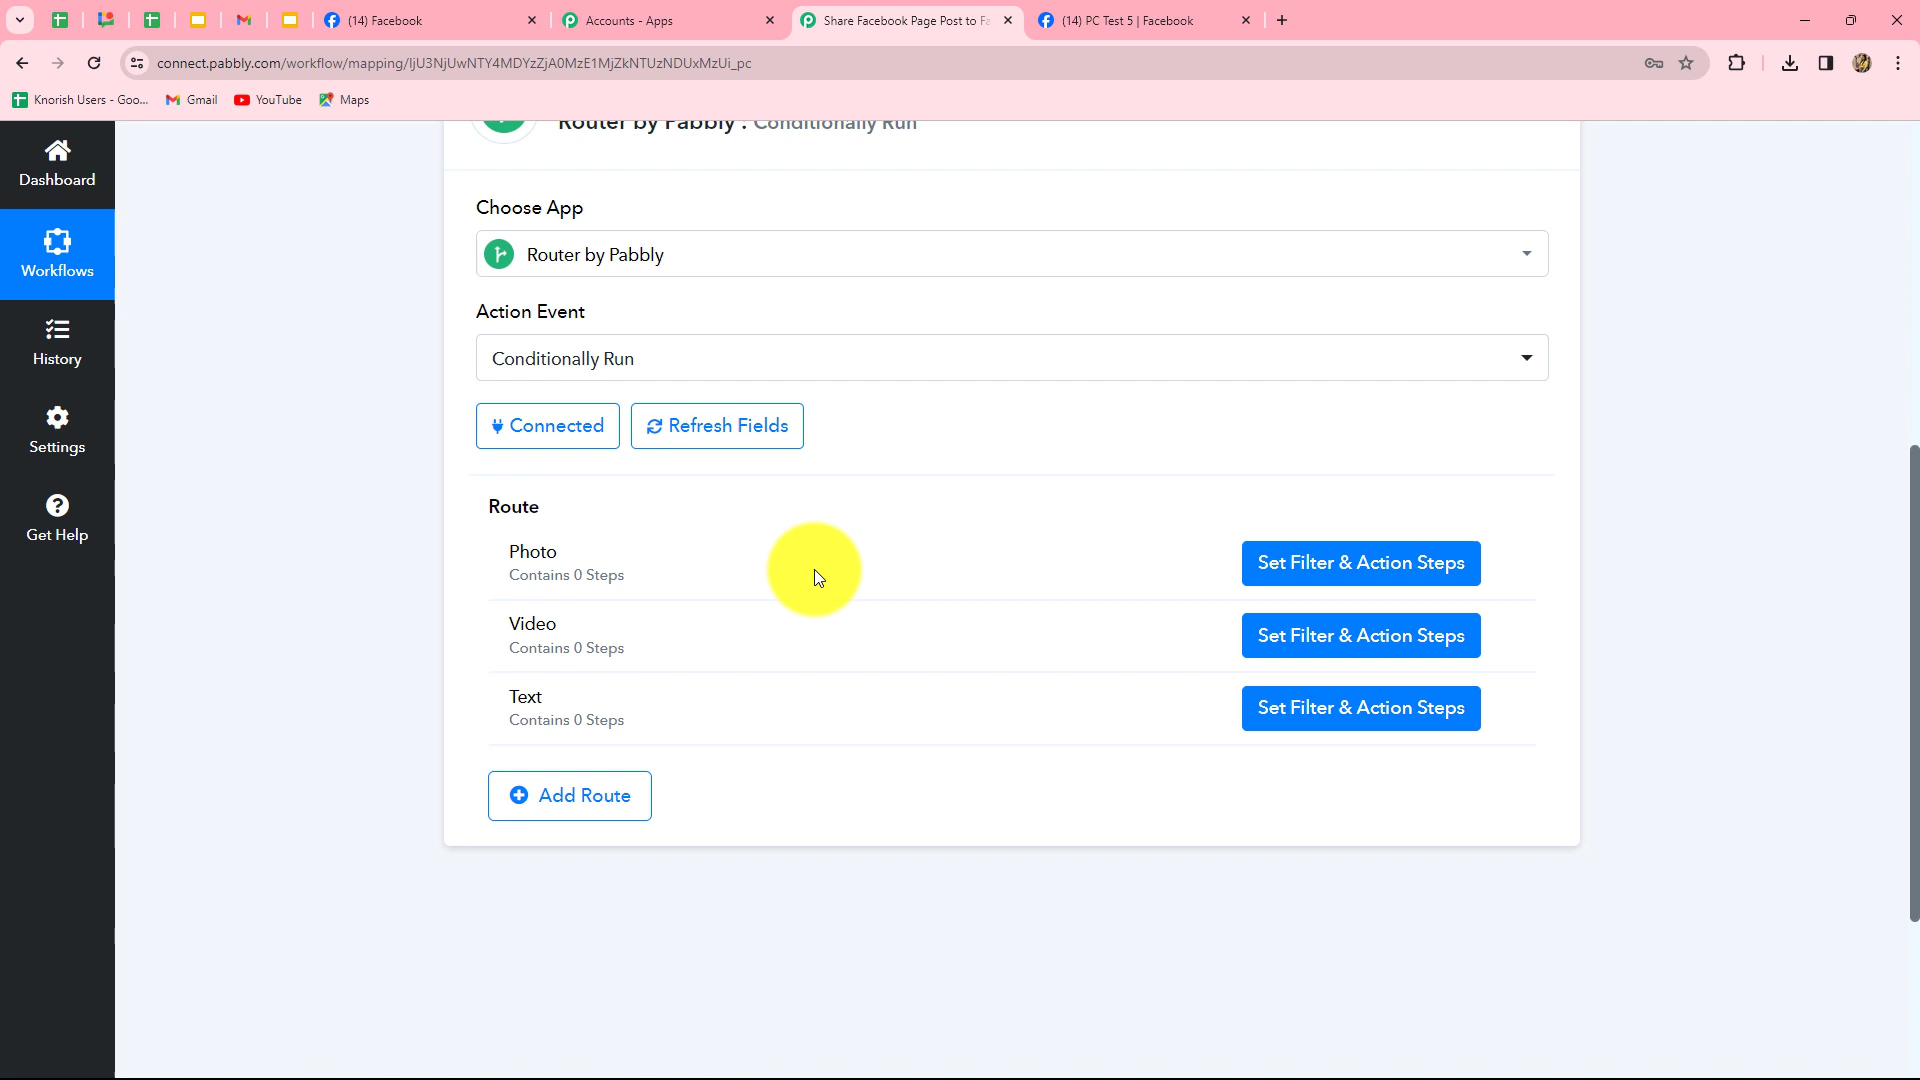 (14) Facebook
Accounts - Apps
Share Facebook Page Post to Fa
(14) PC Test 5 | Facebook
connect.pabbly.com/workflow/mapping/IjU3NjUwNTY4MDYzZjA0MzE1MjZkNTUzNDUxMzUi_pc
Knorish Users - Goo...
Gmail
YouTube
Maps
Router by Pabbly : Conditionally Run
Dashboard
Workflows
History
Settings
Get Help
Choose App
Router by Pabbly
Action Event
Conditionally Run
Connected
Refresh Fields
Route
Photo
Contains 0 Steps
Set Filter & Action Steps
Video
Contains 0 Steps
Set Filter & Action Steps
Text
Contains 0 Steps
Set Filter & Action Steps
Add Route